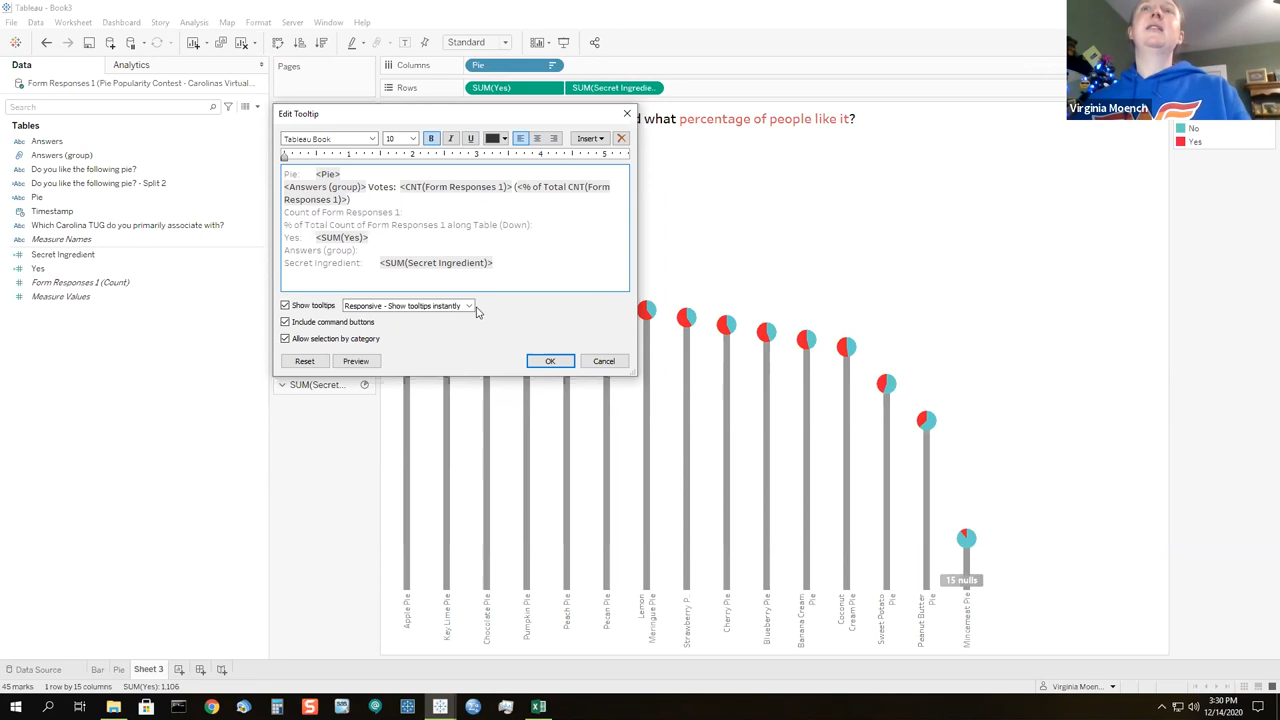 Tableau - Book3
File Data Worksheet Dashboard Story Analysis Map Format Server Window Help
Standard
Data Analytics
Pages
Columns Pie
Rows SUM(Yes) SUM(Secret Ingredie..
Form Responses 1 (Pie Popularity Contest - Carolinas Virtual...
Search
Tables
Answers
Answers (group)
Do you like the following pie?
Do you like the following pie? - Split 2
Pie
Timestamp
Which Carolina TUG do you primarily associate with?
Measure Names
Secret Ingredient
Yes
Form Responses 1 (Count)
Measure Values
Edit Tooltip
Tableau Book 10 B I U Insert
1 2 3 4 5
Pie: <Pie>
<Answers (group)> Votes: <CNT(Form Responses 1)> (<% of Total CNT(Form
Responses 1)>)
Count of Form Responses 1:
% of Total Count of Form Responses 1 along Table (Down):
Yes: <SUM(Yes)>
Answers (group):
Secret Ingredient: <SUM(Secret Ingredient)>
Show tooltips Responsive - Show tooltips instantly
Include command buttons
Allow selection by category
Reset Preview OK Cancel
SUM(Secret...
d what percentage of people like it?
Virginia Moench
No
Yes
15 nulls
Apple Pie
Key Lime Pie
Chocolate Pie
Pumpkin Pie
Peach Pie
Pecan Pie
Lemon
Meringue Pie
Strawberry P..
Cherry Pie
Blueberry Pie
Banana Cream
Pie
Coconut
Cream Pie
Sweet Potato
Pie
Peanut Butter
Pie
Mincemeat Pie
Data Source Bar Pie Sheet 3
45 marks 1 row by 15 columns SUM(Yes): 1,106
Virginia Moen...
3:30 PM
12/14/2020